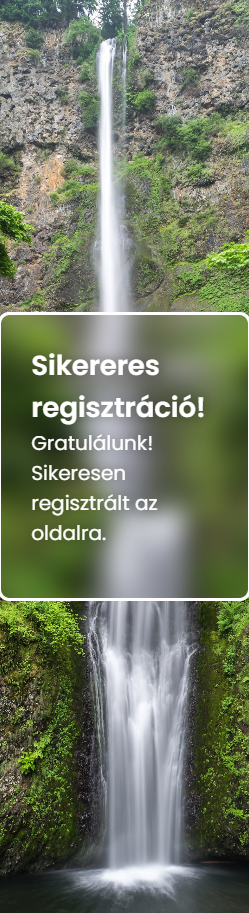 Sikereres
regisztráció!
Gratulálunk!
Sikeresen
regisztrált az
oldalra.